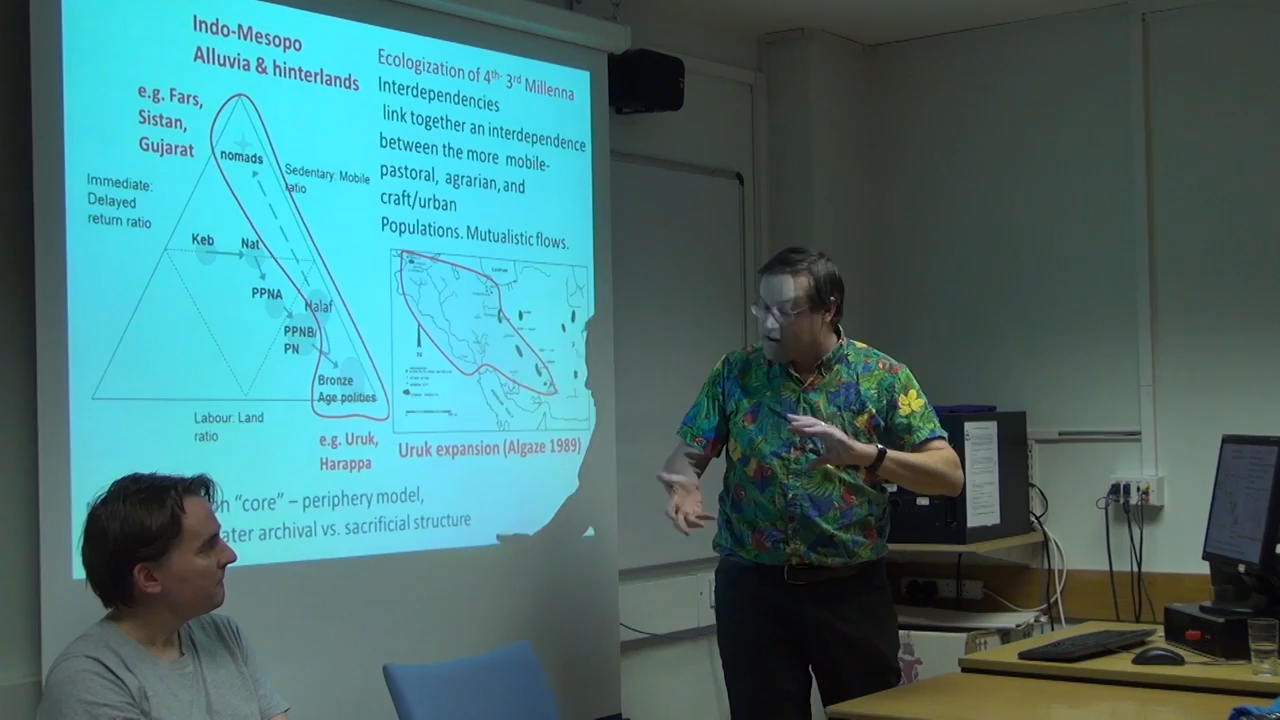 Indo-Mesopo
Alluvia & hinterlands
e.g. Fars,
Sistan,
Gujarat
nomads
Sedentary: Mobile
ratio
Immediate:
Delayed
return ratio
Keb
Nat
PPNA
Halaf
PPNB/
PN
Bronze
Age polities
Labour: Land
ratio
e.g. Uruk,
Harappa
Ecologization of 4th- 3rd Millenna
Interdependencies
link together an interdependence
between the more mobile-
pastoral, agrarian, and
craft/urban
Populations. Mutualistic flows.
N
Uruk expansion (Algaze 1989)
"core" – periphery model,
archival vs. sacrificial structure